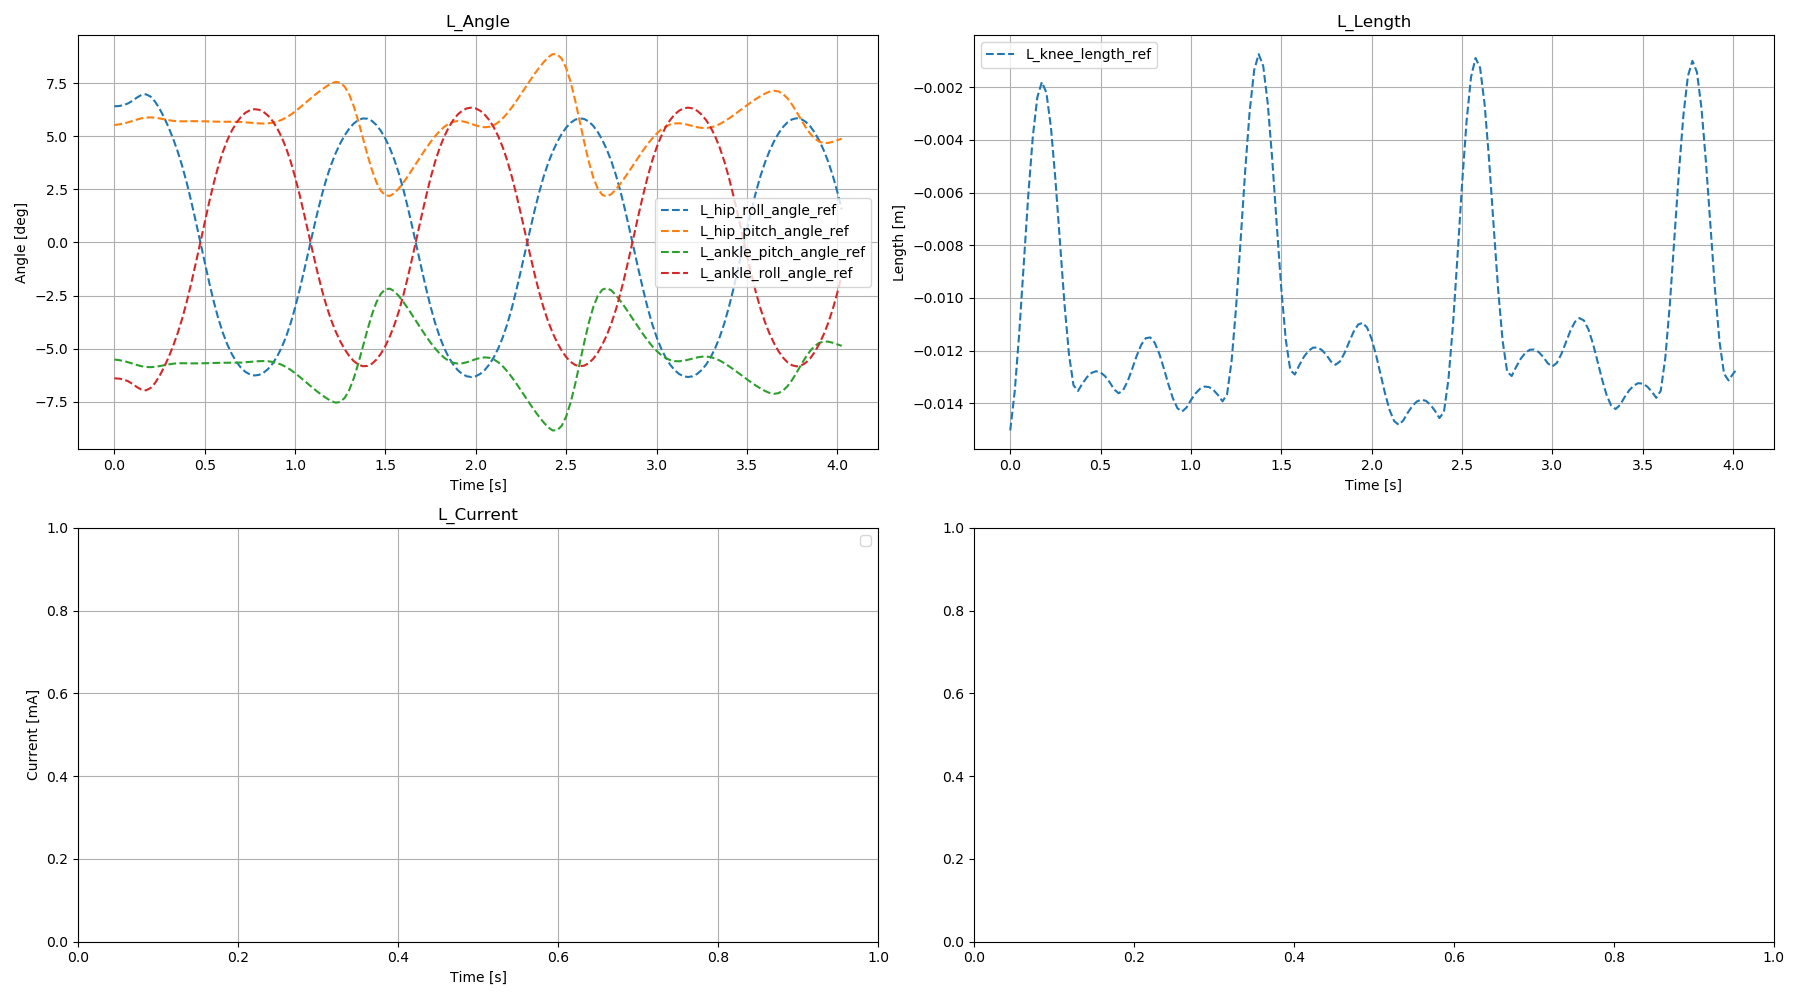 L_Angle
Angle [deg]
7.5
5.0
2.5
0.0
−2.5
−5.0
−7.5
L_hip_roll_angle_ref
L_hip_pitch_angle_ref
L_ankle_pitch_angle_ref
L_ankle_roll_angle_ref
0.0 0.5 1.0 1.5 2.0 2.5 3.0 3.5 4.0
Time [s]
L_Length
L_knee_length_ref
Length [m]
−0.002
−0.004
−0.006
−0.008
−0.010
−0.012
−0.014
0.0 0.5 1.0 1.5 2.0 2.5 3.0 3.5 4.0
Time [s]
L_Current
Current [mA]
1.0
0.8
0.6
0.4
0.2
0.0
0.0 0.2 0.4 0.6 0.8 1.0
Time [s]
1.0
0.8
0.6
0.4
0.2
0.0
0.0 0.2 0.4 0.6 0.8 1.0